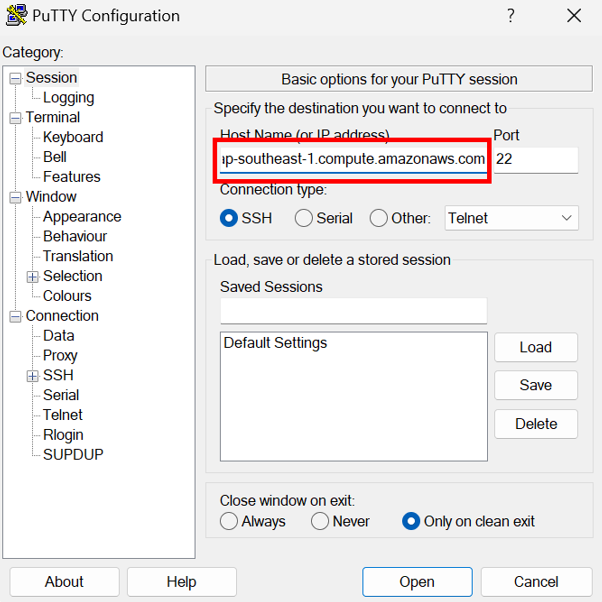 PuTTY Configuration
?
Category:
Session
Logging
Terminal
Keyboard
Bell
Features
Window
Appearance
Behaviour
Translation
Selection
Colours
Connection
Data
Proxy
SSH
Serial
Telnet
Rlogin
SUPDUP
Basic options for your PuTTY session
Specify the destination you want to connect to
Host Name (or IP address) Port
ap-southeast-1.compute.amazonaws.com 22
Connection type:
SSH Serial Other: Telnet
Load, save or delete a stored session
Saved Sessions
Default Settings
Load
Save
Delete
Close window on exit:
Always Never Only on clean exit
About Help Open Cancel